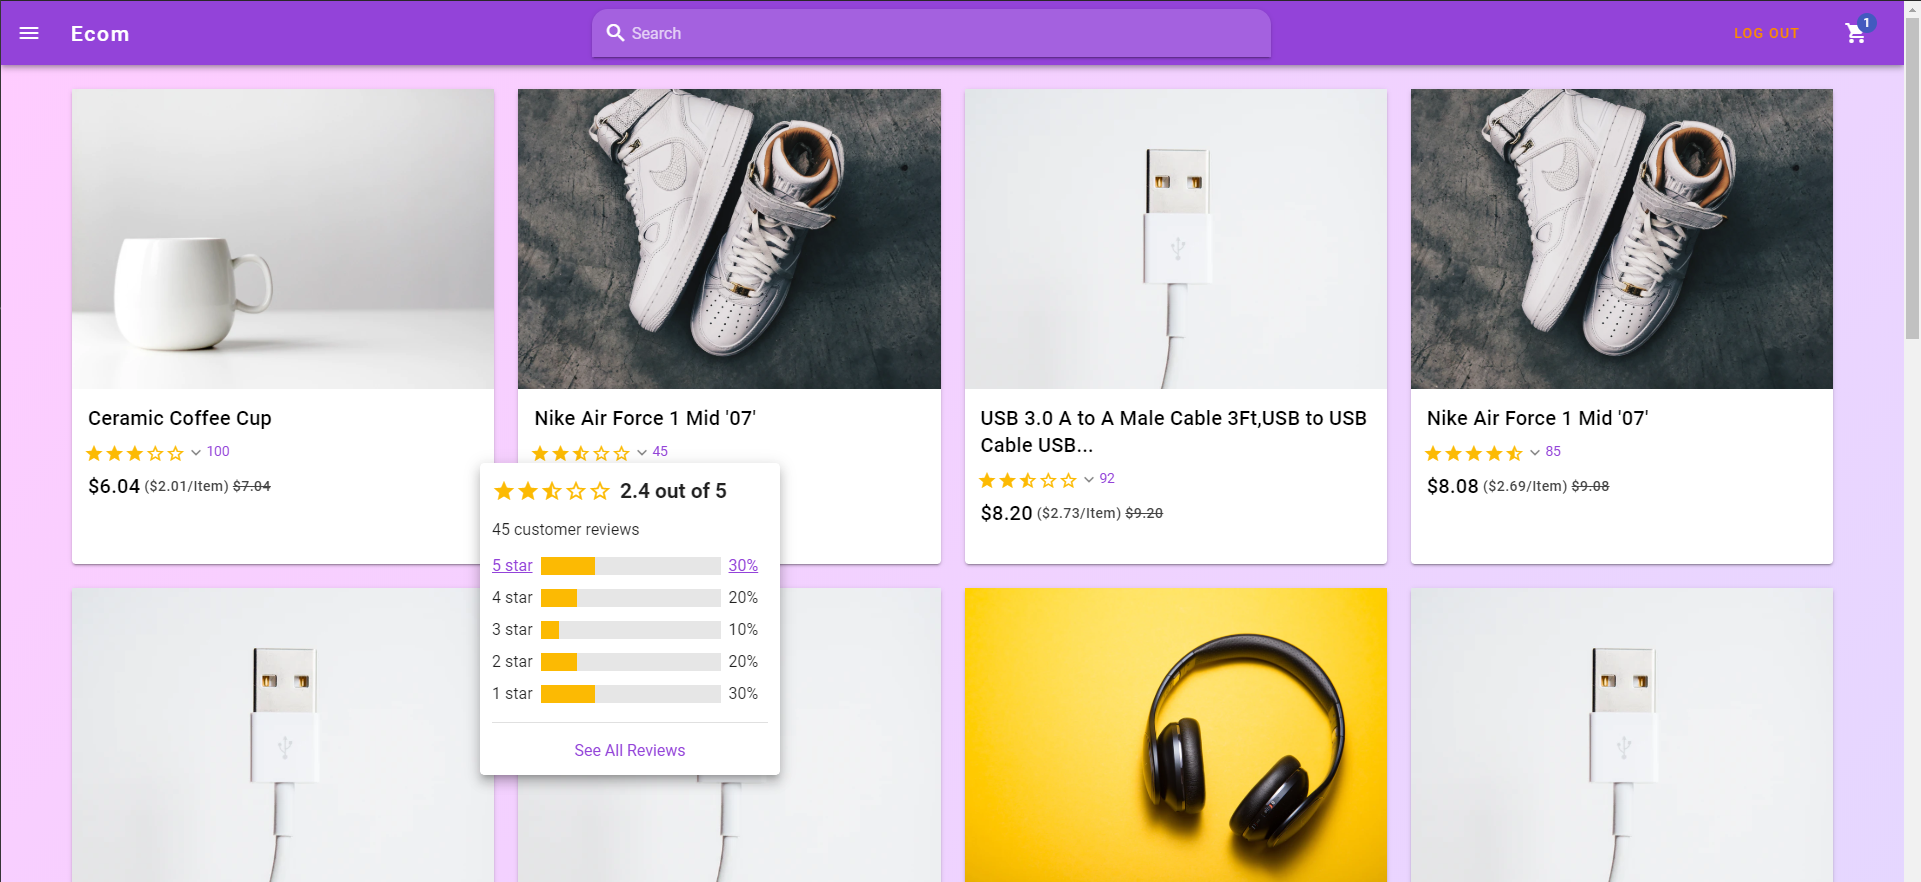 Ecom
Search
LOG OUT
1
Ceramic Coffee Cup
100
$6.04 ($2.01/Item) $7.04
Nike Air Force 1 Mid '07'
45
USB 3.0 A to A Male Cable 3Ft,USB to USB
Cable USB...
92
$8.20 ($2.73/Item) $9.20
Nike Air Force 1 Mid '07'
85
$8.08 ($2.69/Item) $9.08
2.4 out of 5
45 customer reviews
5 star 30%
4 star 20%
3 star 10%
2 star 20%
1 star 30%
See All Reviews